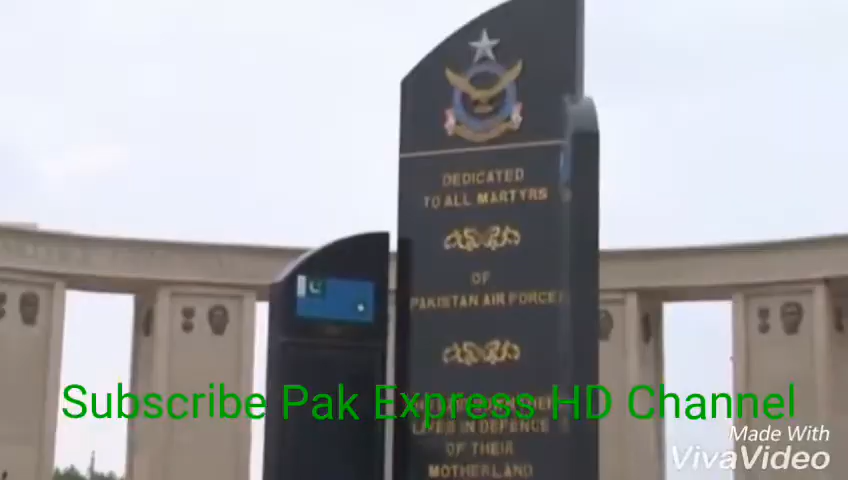 DEDICATED
TO ALL MARTYRS
OF
PAKISTAN AIR FORCE
Subscribe Pak Express HD Channel
LIVES IN DEFENCE
OF THEIR
MOTHERLAND
Made With
VivaVideo